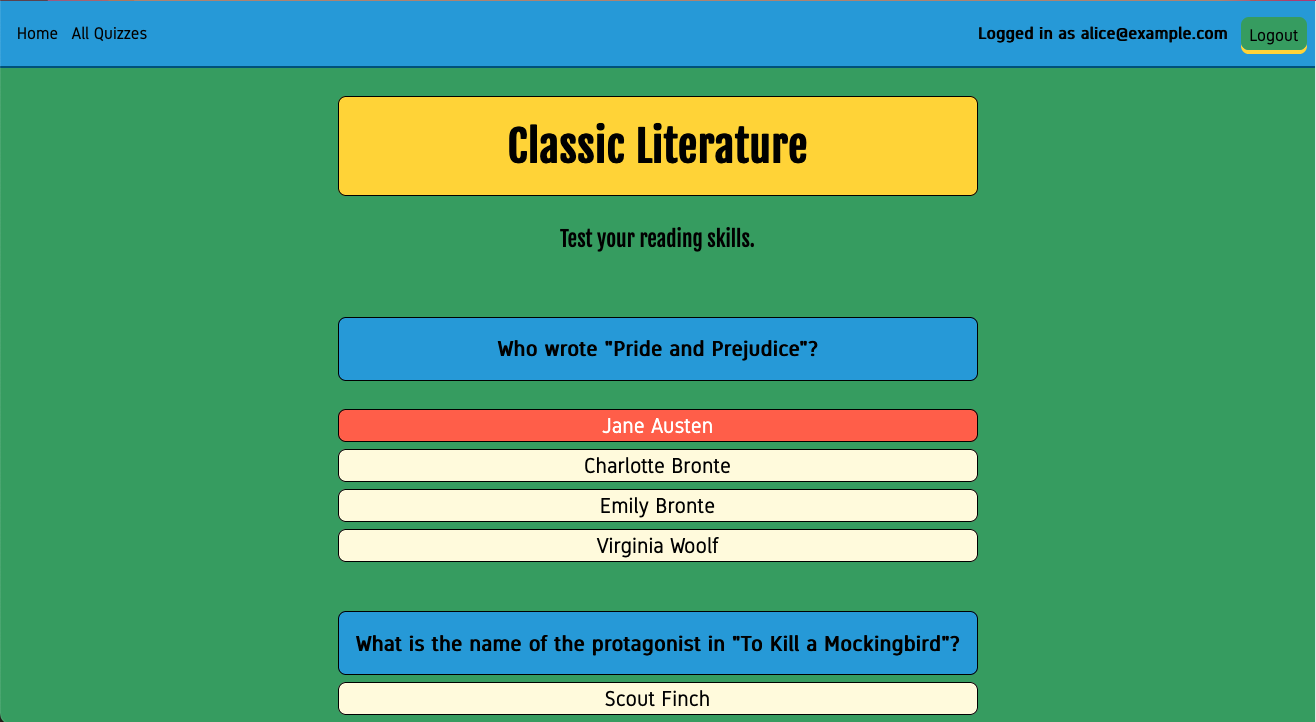 Home All Quizzes Logged in as alice@example.com Logout
Classic Literature
Test your reading skills.
Who wrote "Pride and Prejudice"?
Jane Austen
Charlotte Bronte
Emily Bronte
Virginia Woolf
What is the name of the protagonist in "To Kill a Mockingbird"?
Scout Finch